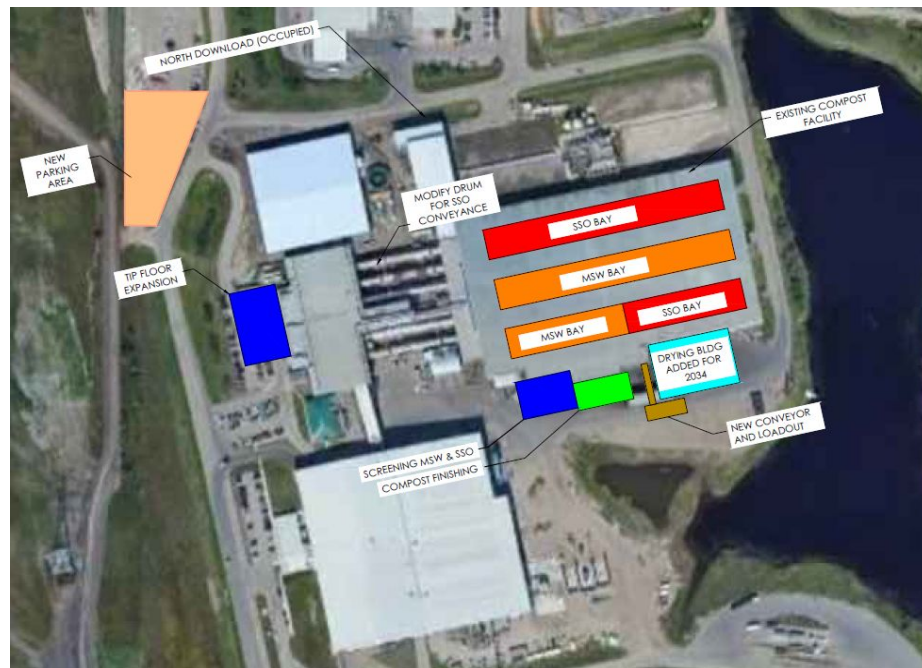 NORTH DOWNLOAD (OCCUPIED)
EXISTING COMPOST
FACILITY
NEW
PARKING
AREA
MODIFY DRUM
FOR SSO
CONVEYANCE
SSO BAY
TIP FLOOR
EXPANSION
MSW BAY
MSW BAY
SSO BAY
DRYING BLDG
ADDED FOR
2034
NEW CONVEYOR
AND LOADOUT
SCREENING MSW & SSO
COMPOST FINISHING